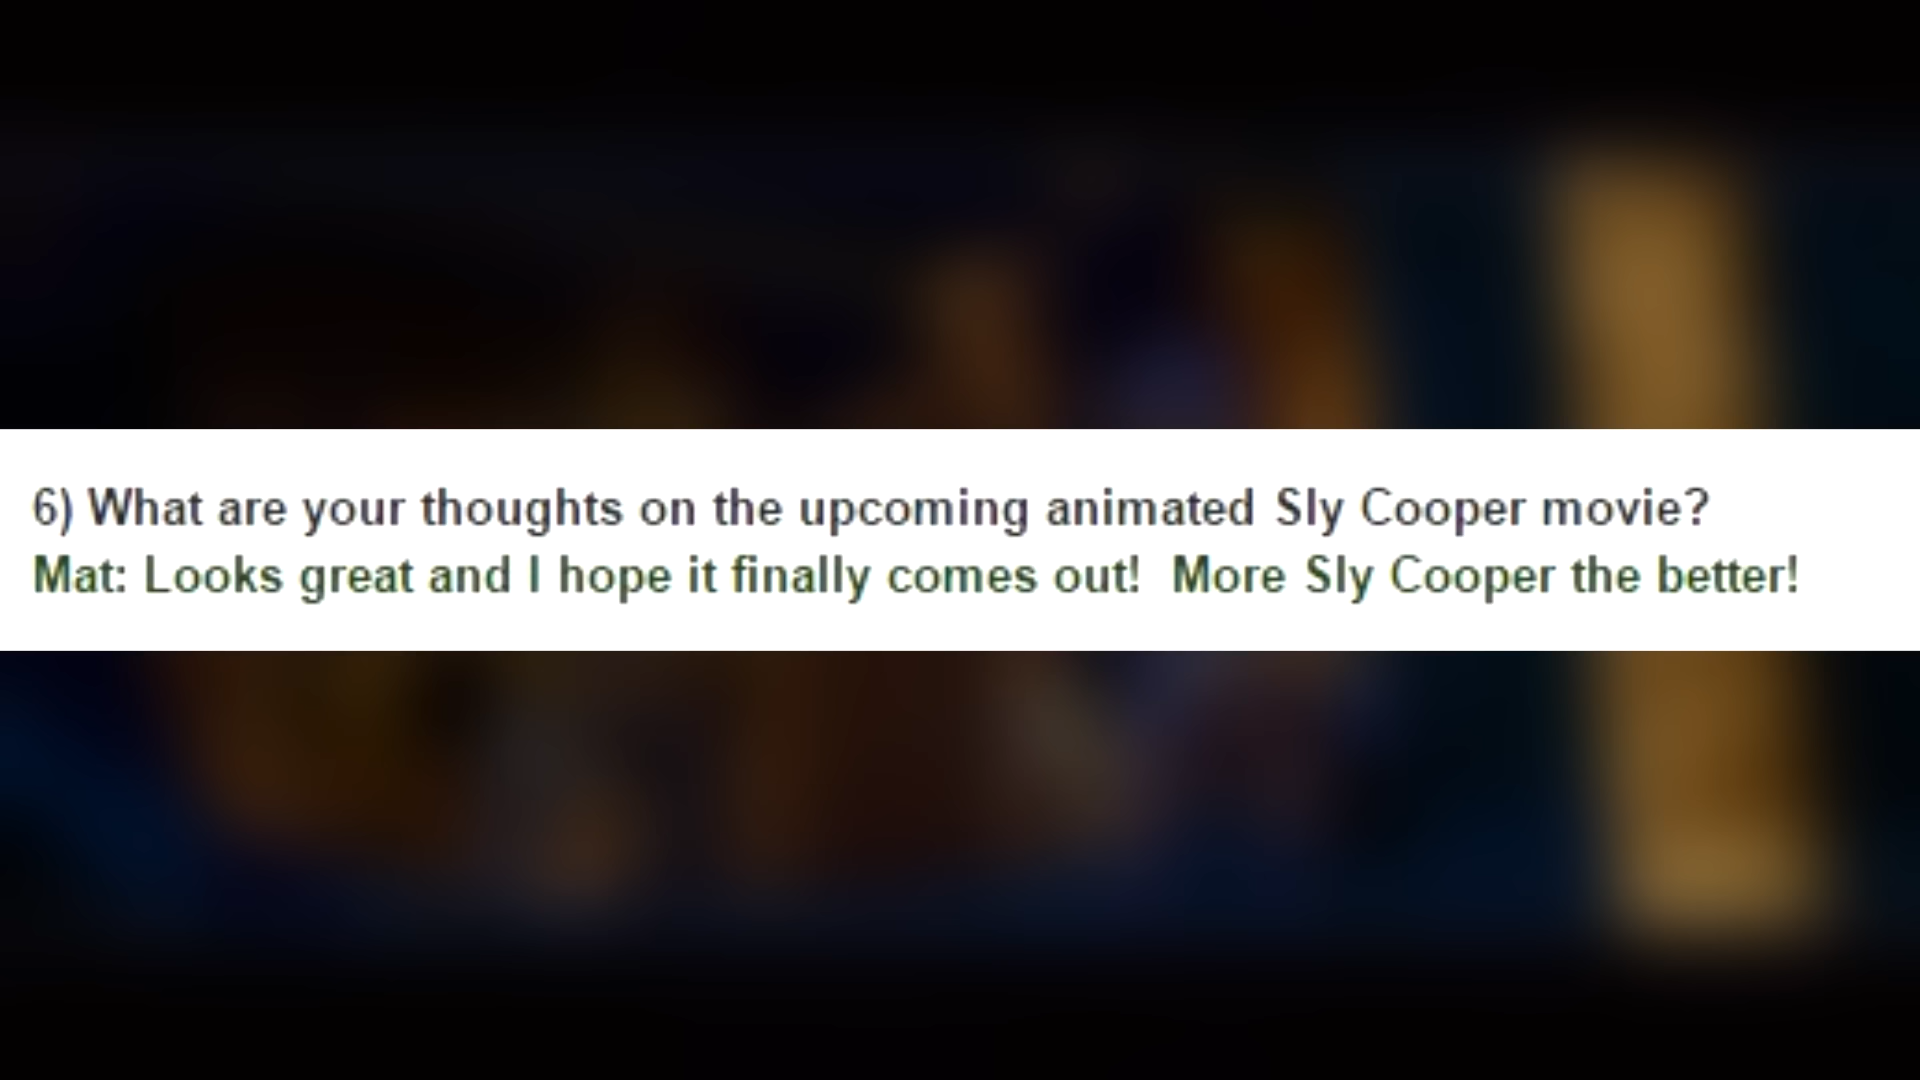 6) What are your thoughts on the upcoming animated Sly Cooper movie?
Mat: Looks great and I hope it finally comes out!  More Sly Cooper the better!